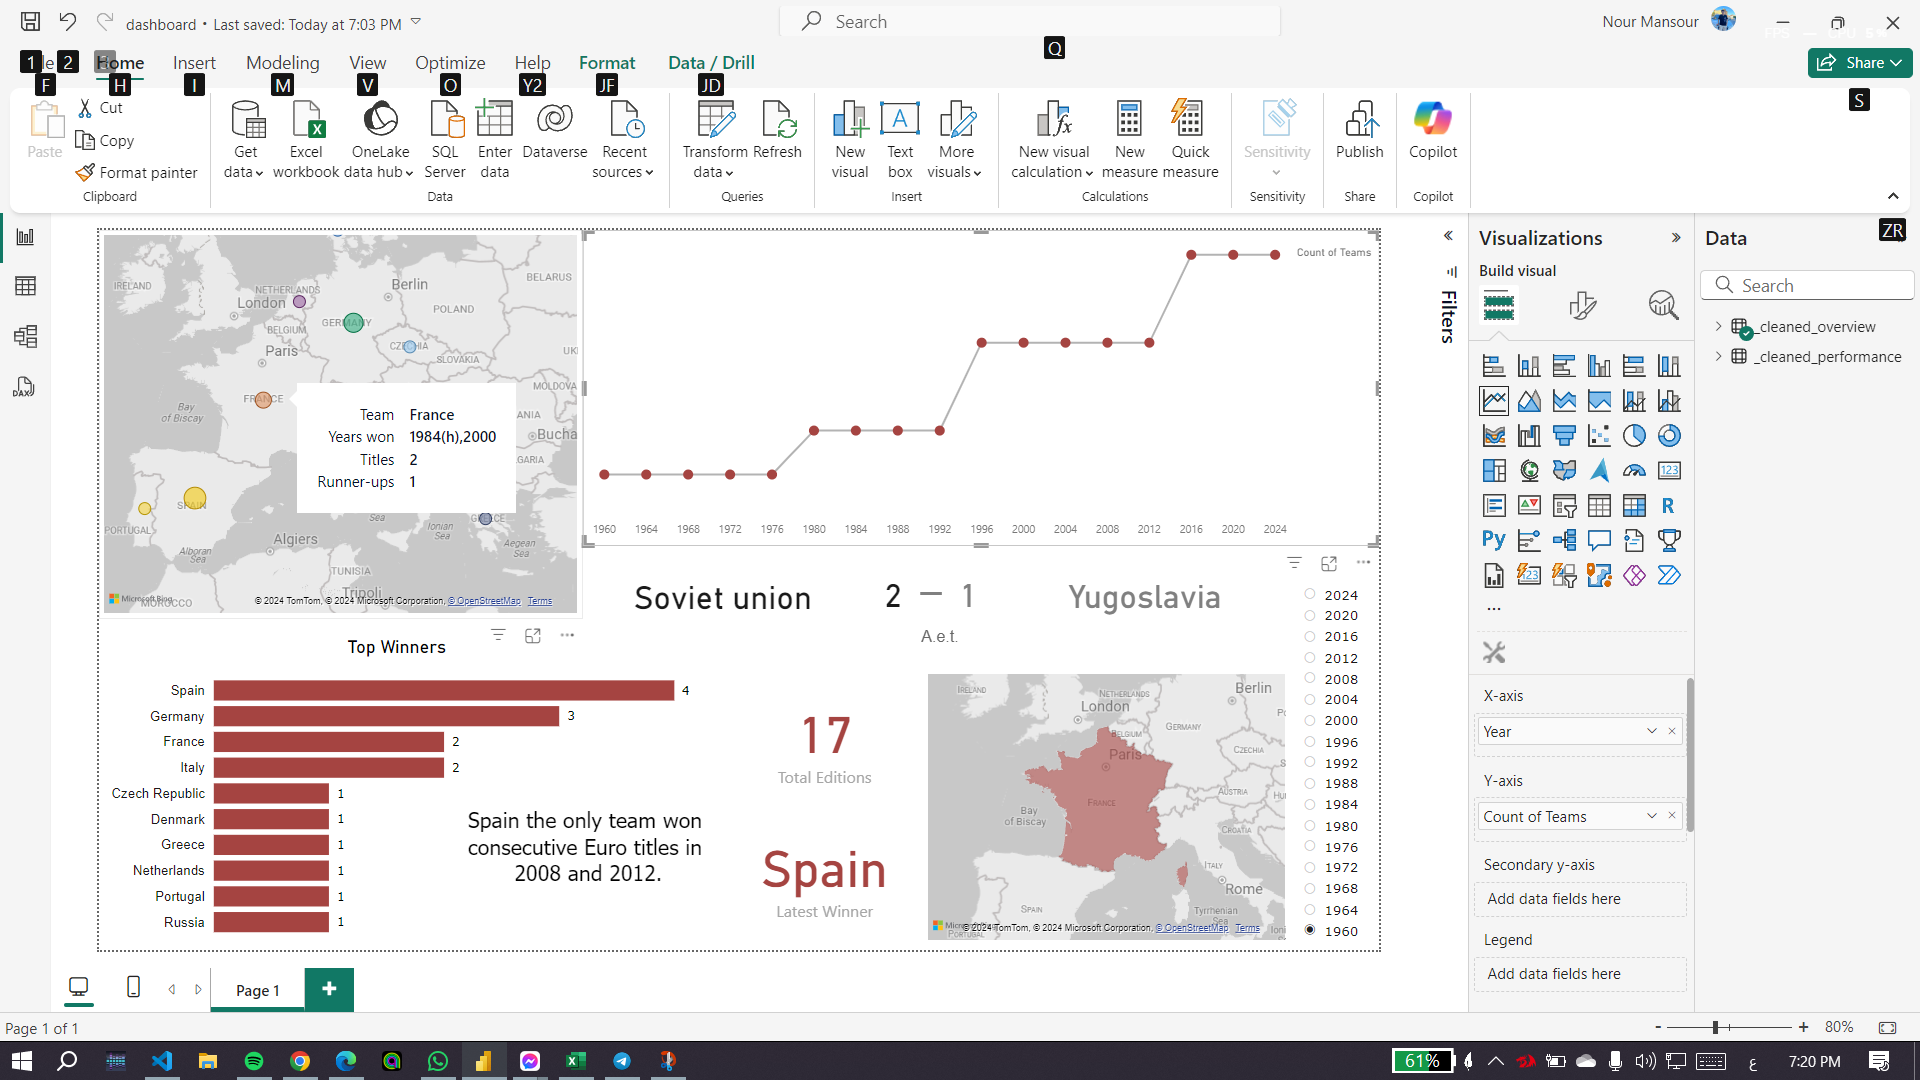 dashboard • Last saved: Today at 7:03 PM
Search
Nour Mansour
Q
1 2
Home Insert Modeling View Optimize Help Format Data / Drill
Share
F H I M V O Y2 JF JD S
Paste
Cut
Copy
Format painter
Clipboard
Get data
Excel workbook
OneLake data hub
SQL Server
Enter data
Dataverse
Recent sources
Data
Transform data
Refresh
Queries
New visual
Text box
More visuals
Insert
New visual calculation
New measure
Quick measure
Calculations
Sensitivity
Sensitivity
Publish
Share
Copilot
Copilot
ZR
IRELAND
NETHERLANDS
London
Berlin
BELARUS
POLAND
BELGIUM
GERMANY
Paris
CZECHIA
SLOVAKIA
UK
FRANCE
MOLDOVA
Bay of Biscay
ANIA
Bucha
GARIA
Team France
Years won 1984(h),2000
Titles 2
Runner-ups 1
SPAIN
PORTUGAL
Sea
Ionian Sea
GREECE
Alboran Sea
Algiers
Aegean Sea
TUNISIA
Tripoli
MOROCCO
Microsoft Bing
© 2024 TomTom, © 2024 Microsoft Corporation, © OpenStreetMap Terms
Count of Teams
1960 1964 1968 1972 1976 1980 1984 1988 1992 1996 2000 2004 2008 2012 2016 2020 2024
Soviet union 2 — 1 Yugoslavia
A.e.t.
Top Winners
Spain 4
Germany 3
France 2
Italy 2
Czech Republic 1
Denmark 1
Greece 1
Netherlands 1
Portugal 1
Russia 1
Spain the only team won
consecutive Euro titles in
2008 and 2012.
17
Total Editions
Spain
Latest Winner
IRELAND
NETHERLANDS
London
Berlin
BELGIUM
GERMANY
Paris
CZECHIA
FRANCE
AUSTRIA
Bay of Biscay
CROATIA
ITALY
Rome
SPAIN
Tyrrhenian Sea
PORTUGAL
© 2024 TomTom, © 2024 Microsoft Corporation, © OpenStreetMap Terms
2024
2020
2016
2012
2008
2004
2000
1996
1992
1988
1984
1980
1976
1972
1968
1964
1960
Filters
Visualizations
Build visual
123
R
Py
123
X-axis
Year
Y-axis
Count of Teams
Secondary y-axis
Add data fields here
Legend
Add data fields here
Data
Search
_cleaned_overview
_cleaned_performance
DAX
Page 1
Page 1 of 1
- + 80%
61%
ع
7:20 PM